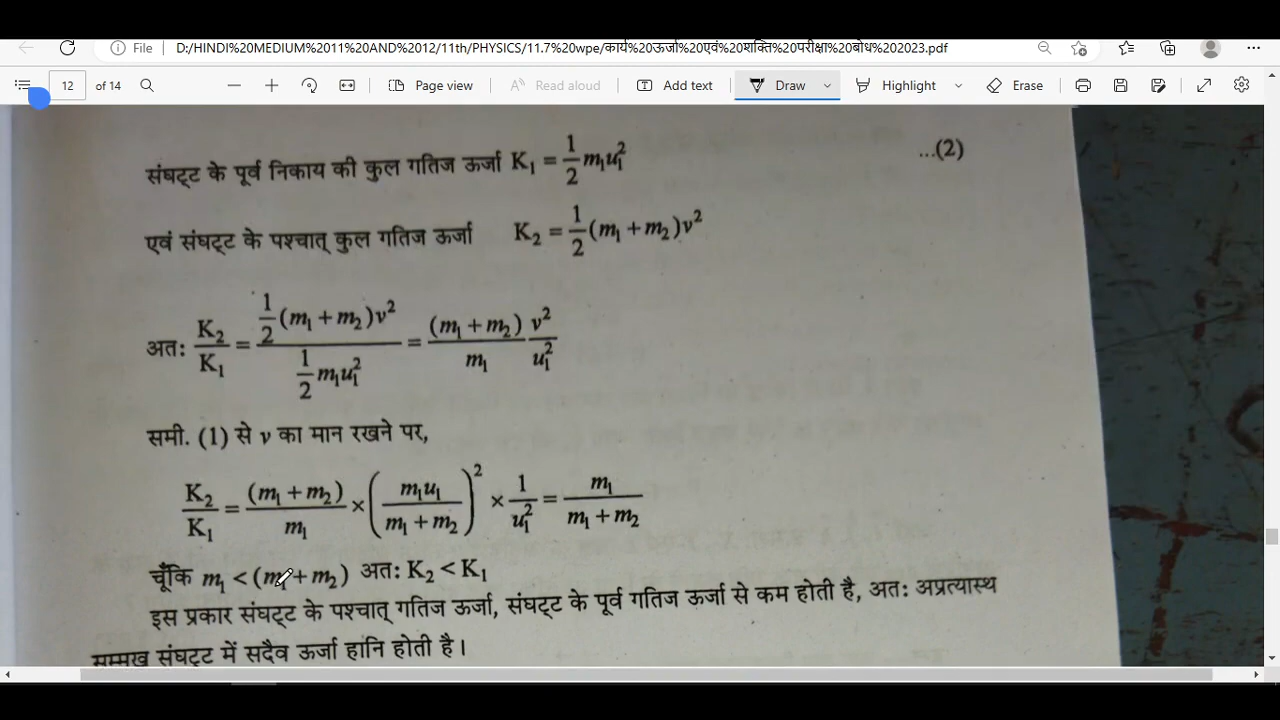 File D:/HINDI%20MEDIUM%2011%20AND%2012/11th/PHYSICS/11.7%20wpe/कार्य%20ऊर्जा%20एवं%20शक्ति%20परीक्षा%20बोध%202023.pdf
12 of 14 Page view Read aloud Add text Draw Highlight Erase
संघट्ट के पूर्व निकाय की कुल गतिज ऊर्जा K₁ = 1/2 m₁u₁² ...(2)
एवं संघट्ट के पश्चात् कुल गतिज ऊर्जा K₂ = 1/2 (m₁ + m₂)v²
अतः K₂/K₁ = (1/2 (m₁ + m₂)v²)/(1/2 m₁u₁²) = (m₁ + m₂)/m₁ v²/u₁²
समी. (1) से v का मान रखने पर,
K₂/K₁ = (m₁ + m₂)/m₁ × (m₁u₁/(m₁ + m₂))² × 1/u₁² = m₁/(m₁ + m₂)
चूँकि m₁ < (m₁ + m₂) अतः K₂ < K₁
इस प्रकार संघट्ट के पश्चात् गतिज ऊर्जा, संघट्ट के पूर्व गतिज ऊर्जा से कम होती है, अतः अप्रत्यास्थ
सम्मुख संघट्ट में सदैव ऊर्जा हानि होती है।